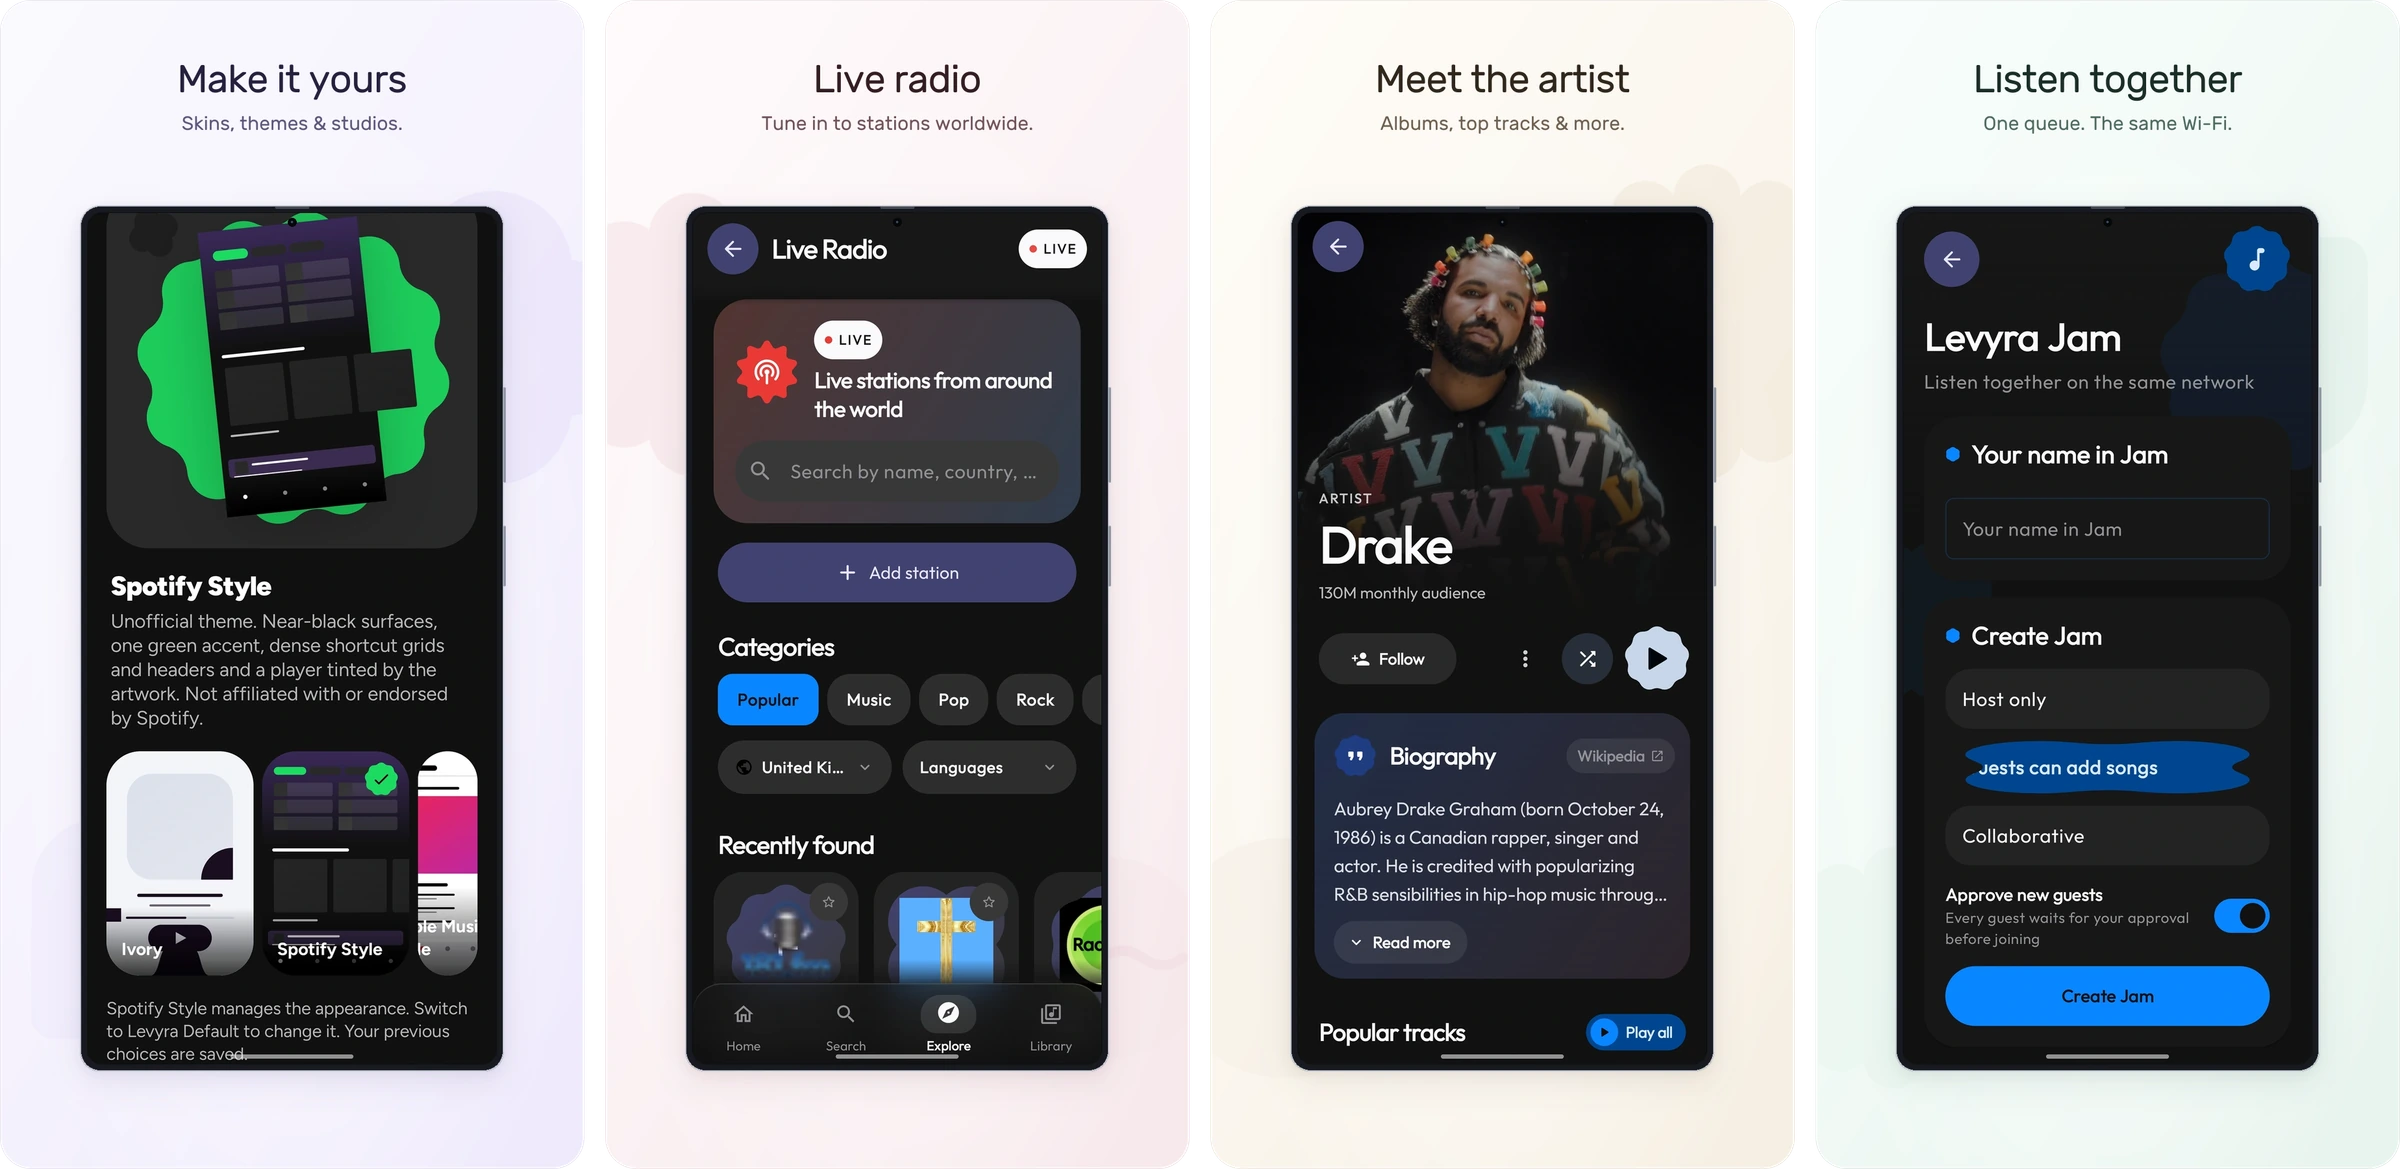 Make it yours
Skins, themes & studios.
Spotify Style
Unofficial theme. Near-black surfaces,
one green accent, dense shortcut grids
and headers and a player tinted by the
artwork. Not affiliated with or endorsed
by Spotify.
Ivory
Spotify Style
ple Musi
le
Spotify Style manages the appearance. Switch
to Levyra Default to change it. Your previous
choices are saved.
Live radio
Tune in to stations worldwide.
Live Radio
LIVE
LIVE
Live stations from around
the world
Search by name, country, ...
+ Add station
Categories
Popular
Music
Pop
Rock
United Ki...
Languages
Recently found
Rad
Home
Search
Explore
Library
Meet the artist
Albums, top tracks & more.
ARTIST
Drake
130M monthly audience
Follow
Biography
Wikipedia
Aubrey Drake Graham (born October 24,
1986) is a Canadian rapper, singer and
actor. He is credited with popularizing
R&B sensibilities in hip-hop music throug...
Read more
Popular tracks
Play all
Listen together
One queue. The same Wi-Fi.
Levyra Jam
Listen together on the same network
Your name in Jam
Your name in Jam
Create Jam
Host only
uests can add songs
Collaborative
Approve new guests
Every guest waits for your approval
before joining
Create Jam